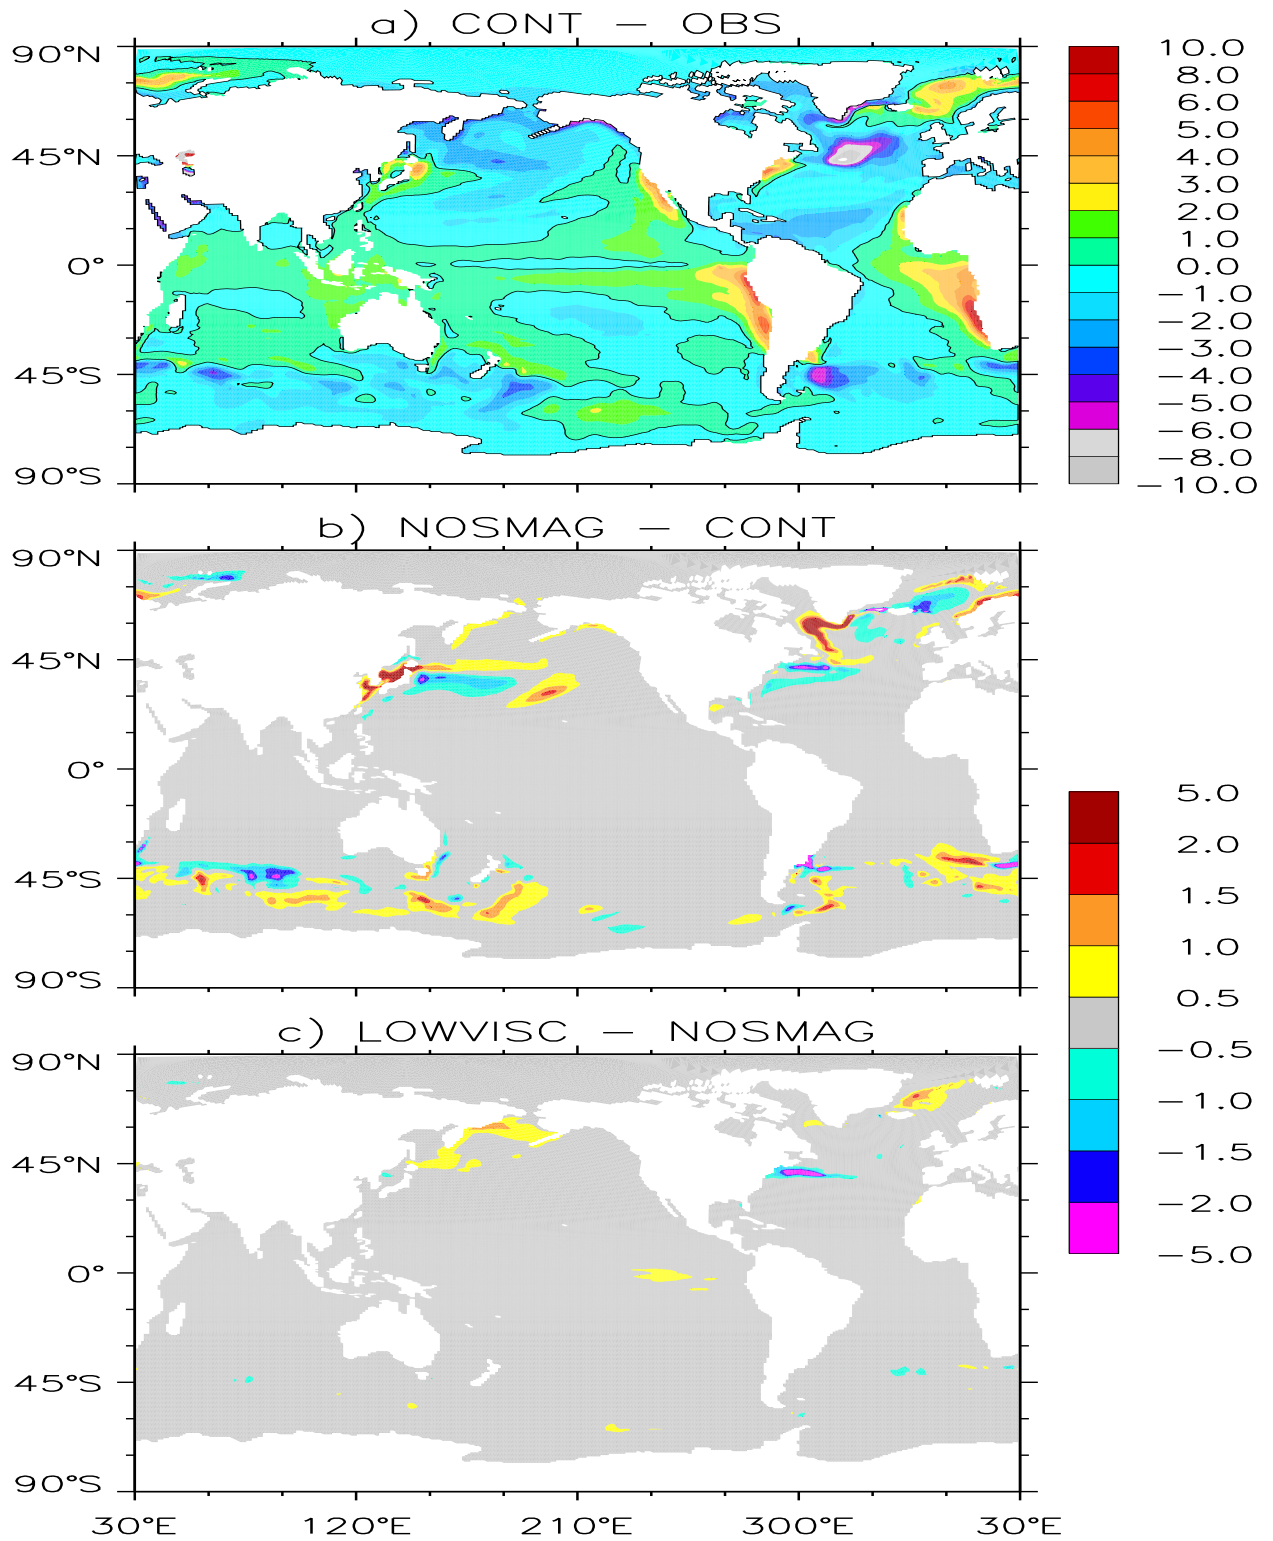 a) CONT – OBS
90°N
45°N
0°
45°S
90°S
10.0
8.0
6.0
5.0
4.0
3.0
2.0
1.0
0.0
−1.0
−2.0
−3.0
−4.0
−5.0
−6.0
−8.0
−10.0
b) NOSMAG – CONT
90°N
45°N
0°
45°S
90°S
c) LOWVISC – NOSMAG
90°N
45°N
0°
45°S
90°S
30°E 120°E 210°E 300°E 30°E
5.0
2.0
1.5
1.0
0.5
−0.5
−1.0
−1.5
−2.0
−5.0